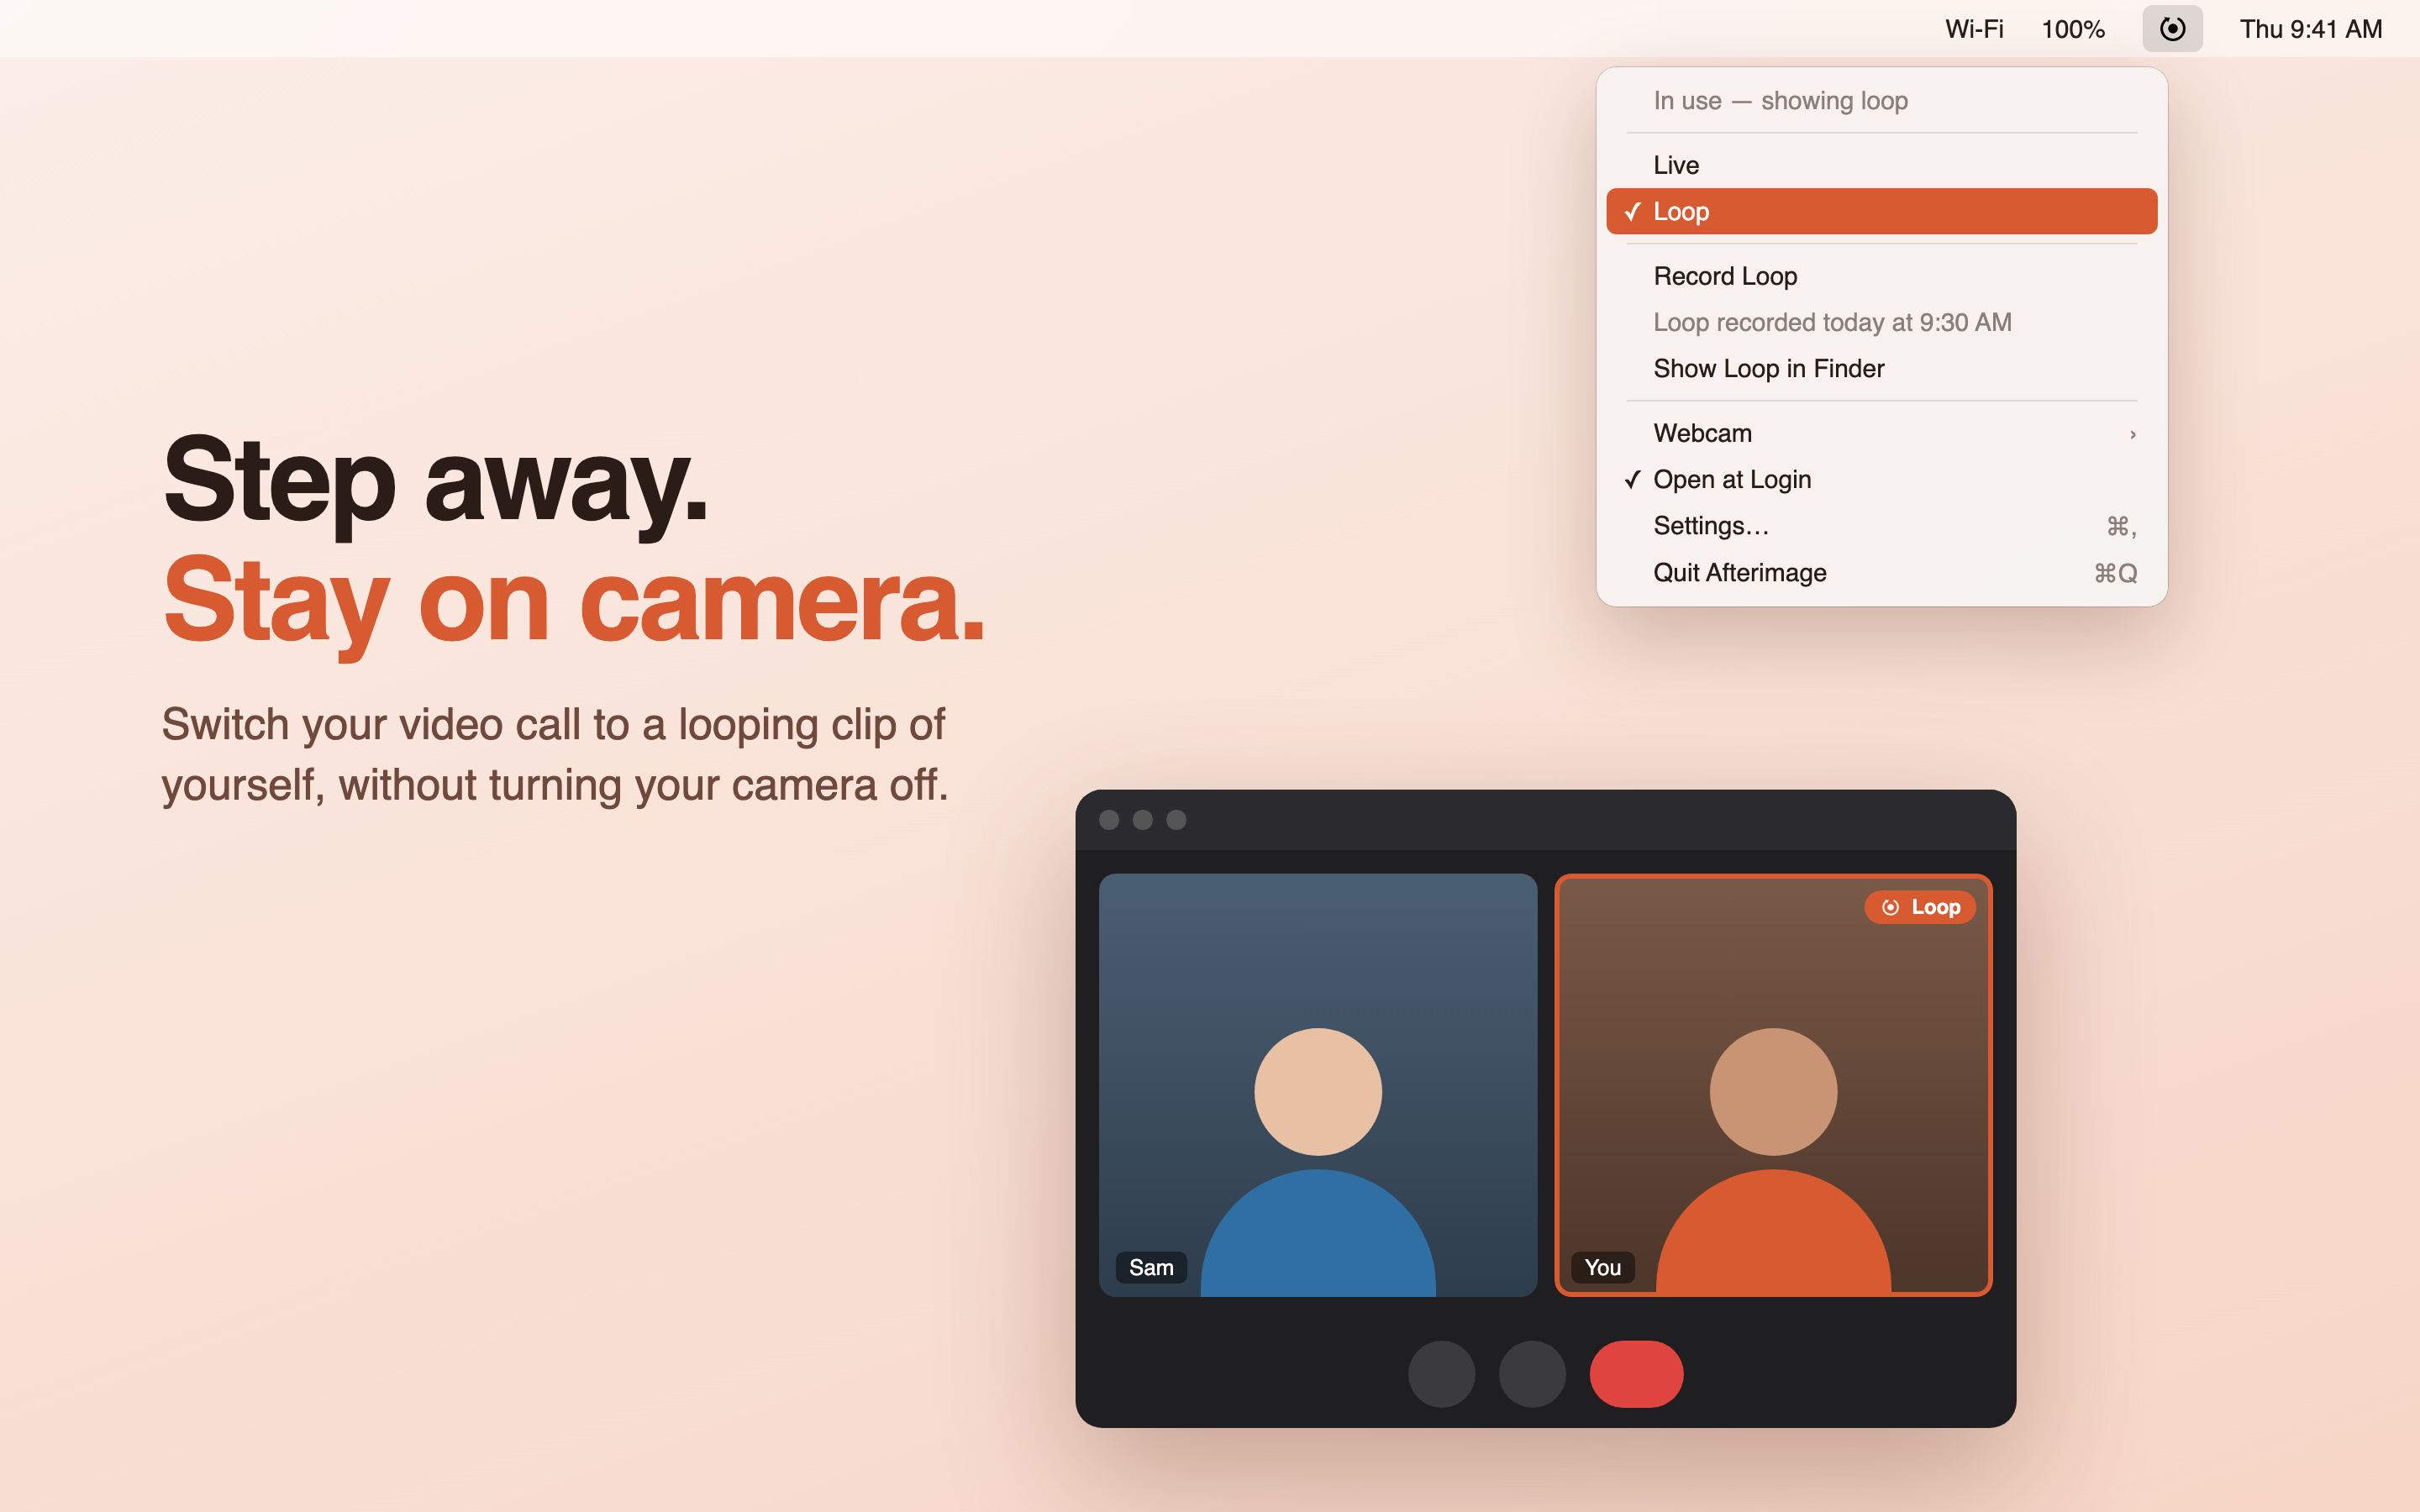 Wi-Fi 100% Thu 9:41 AM
In use — showing loop
Live
✓ Loop
Record Loop
Loop recorded today at 9:30 AM
Show Loop in Finder
Webcam ›
✓ Open at Login
Settings… ⌘,
Quit Afterimage ⌘Q
Step away.
Stay on camera.
Switch your video call to a looping clip of
yourself, without turning your camera off.
Loop
Sam
You